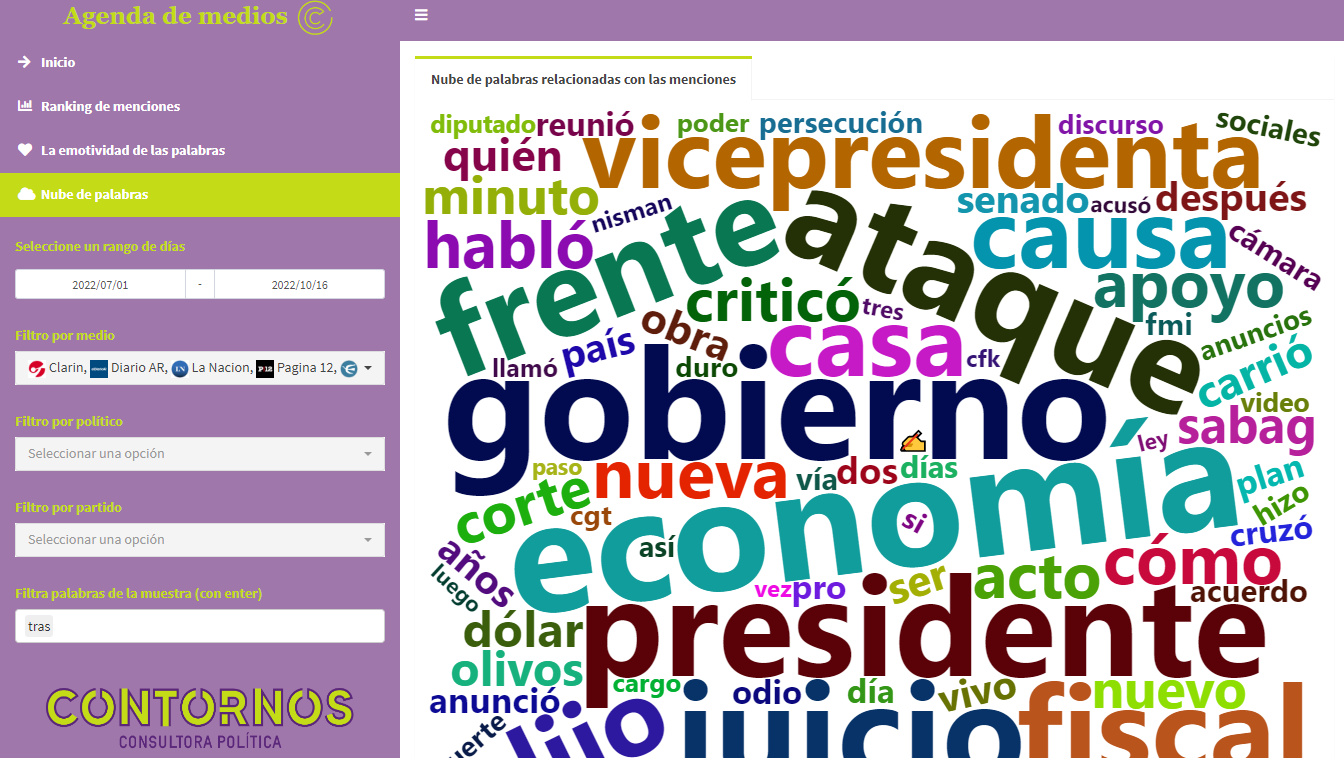 Agenda de medios
Inicio
Ranking de menciones
La emotividad de las palabras
Nube de palabras
Seleccione un rango de días
2022/07/01 - 2022/10/16
Filtro por medio
Clarin, Diario AR, LN La Nacion, P12 Pagina 12,
Filtro por político
Seleccionar una opción
Filtro por partido
Seleccionar una opción
Filtra palabras de la muestra (con enter)
tras
CONTORNOS
CONSULTORA POLÍTICA
Nube de palabras relacionadas con las menciones
diputado reunió poder persecución discurso sociales
quién vicepresidenta
minuto nisman senado acusó después
habló frente ataque causa cámara
criticó tres apoyo
obra casa fmi anuncios
llamó país duro cfk carrió
gobierno video
ley sabag
paso nueva vía dos días plan
corte economía hizo
cgt si cruzó
años así cómo
luego vez pro ser acto acuerdo
dólar presidente
olivos
cargo odio día vivo nuevo
anunció juicio fiscal